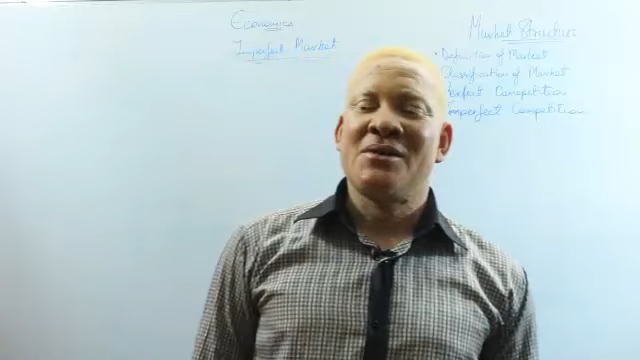 Economics
Imperfect Market
Market Structure
• Definition of Market
Classification of Market
Perfect Competition
Imperfect Competition